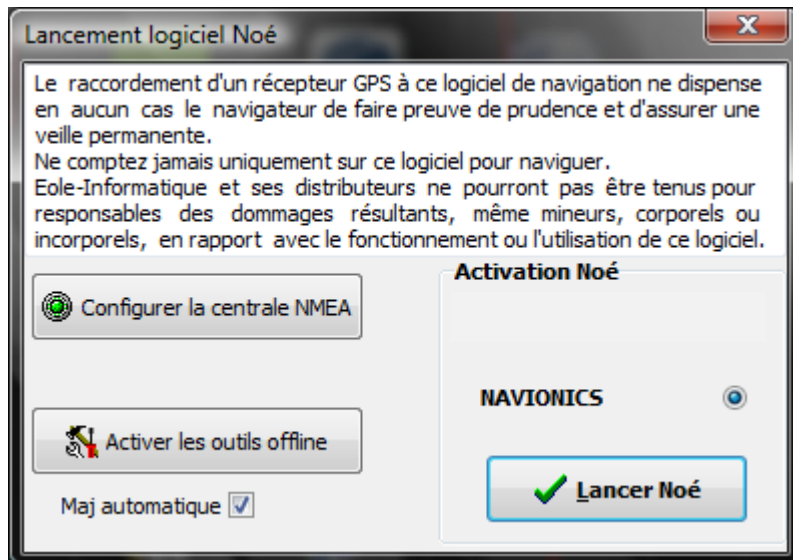 Lancement logiciel Noé
Le raccordement d'un récepteur GPS à ce logiciel de navigation ne dispense
en aucun cas le navigateur de faire preuve de prudence et d'assurer une
veille permanente.
Ne comptez jamais uniquement sur ce logiciel pour naviguer.
Eole-Informatique et ses distributeurs ne pourront pas être tenus pour
responsables des dommages résultants, même mineurs, corporels ou
incorporels, en rapport avec le fonctionnement ou l'utilisation de ce logiciel.
Configurer la centrale NMEA
Activer les outils offline
Maj automatique
Activation Noé
NAVIONICS
Lancer Noé